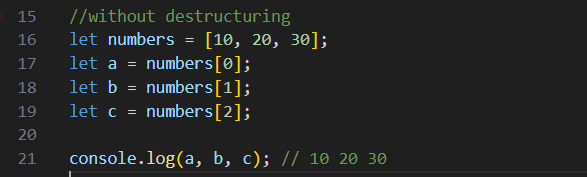 15 //without destructuring
16 let numbers = [10, 20, 30];
17 let a = numbers[0];
18 let b = numbers[1];
19 let c = numbers[2];
20
21 console.log(a, b, c); // 10 20 30